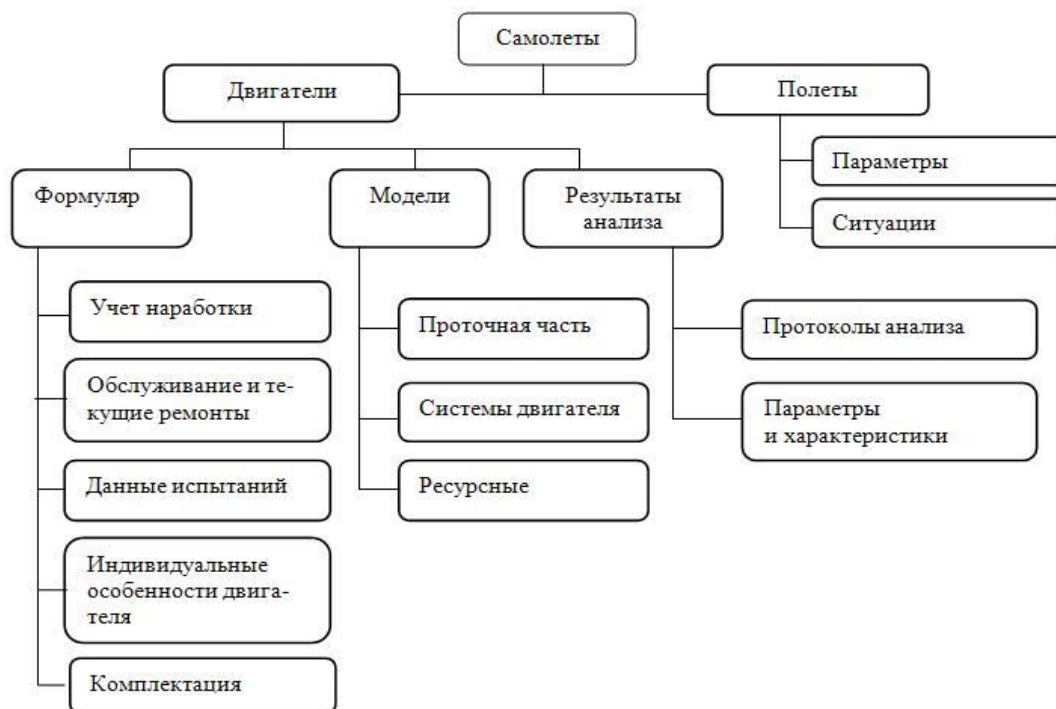 Самолеты
Двигатели
Полеты
Параметры
Ситуации
Формуляр
Модели
Результаты
анализа
Учет наработки
Обслуживание и те-
кущие ремонты
Данные испытаний
Индивидуальные
особенности двига-
теля
Комплектация
Проточная часть
Системы двигателя
Ресурсные
Протоколы анализа
Параметры
и характеристики